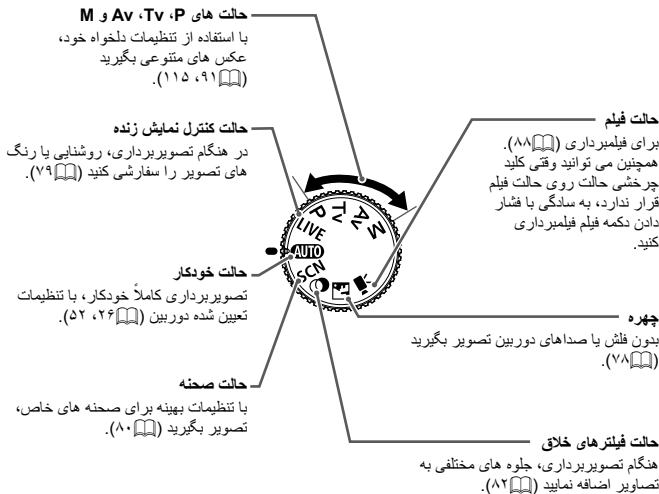 حالت های P، Tv، Av و M
با استفاده از تنظیمات دلخواه خود،
عکس های متنوعی بگیرید
(۹۱، ۱۱۵).
حالت کنترل نمایش زنده
در هنگام تصویربرداری، روشنایی یا رنگ
های تصویر را سفارشی کنید (۷۹).
حالت خودکار
تصویربرداری کاملاً خودکار، با تنظیمات
تعیین شده دوربین (۲۶، ۵۲).
حالت صحنه
با تنظیمات بهینه برای صحنه های خاص،
تصویر بگیرید (۸۰).
حالت فیلم
برای فیلمبرداری (۸۸).
همچنین می توانید وقتی کلید
چرخشی حالت روی حالت فیلم
قرار ندارد، به سادگی با فشار
دادن دکمه فیلم فیلمبرداری
کنید.
چهره
بدون فلش یا صداهای دوربین تصویر بگیرید
(۷۸).
حالت فیلترهای خلاق
هنگام تصویربرداری، جلوه های مختلفی به
تصاویر اضافه نمایید (۸۲).
M
Av
Tv
P
LIVE
AUTO
SCN